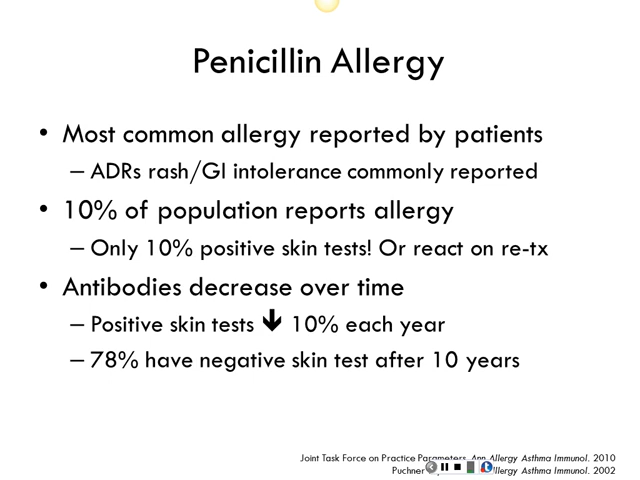 Penicillin Allergy
• Most common allergy reported by patients
– ADRs rash/GI intolerance commonly reported
• 10% of population reports allergy
– Only 10% positive skin tests! Or react on re-tx
• Antibodies decrease over time
– Positive skin tests 🡻 10% each year
– 78% have negative skin test after 10 years
Joint Task Force on Practice Parameters. Ann Allergy Asthma Immunol. 2010
Puchner Allergy Asthma Immunol. 2002